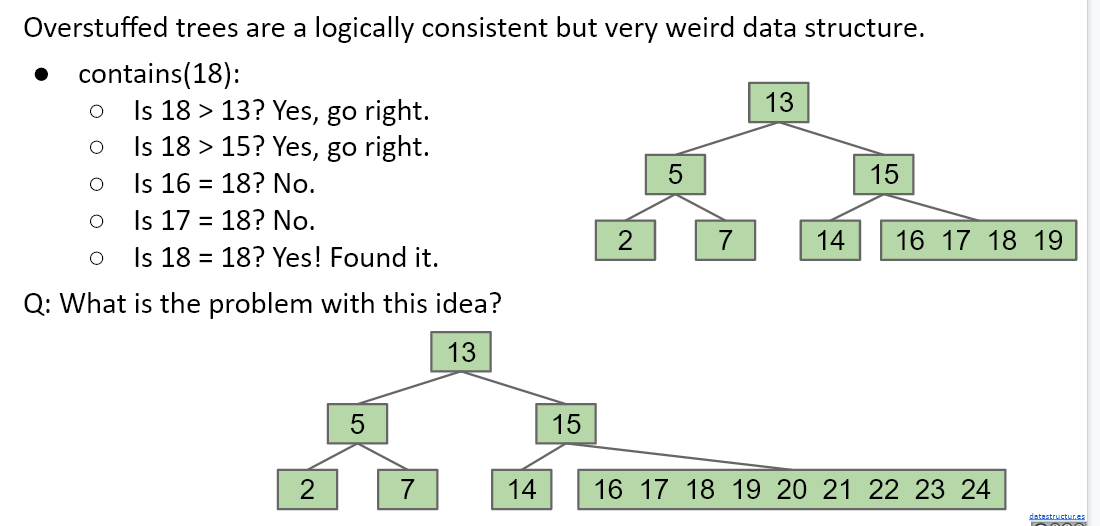 Overstuffed trees are a logically consistent but very weird data structure.
● contains(18):
○ Is 18 > 13? Yes, go right.
○ Is 18 > 15? Yes, go right.
○ Is 16 = 18? No.
○ Is 17 = 18? No.
○ Is 18 = 18? Yes! Found it.
13
5 15
2 7 14 16 17 18 19
Q: What is the problem with this idea?
13
5 15
2 7 14 16 17 18 19 20 21 22 23 24
datastructur.es